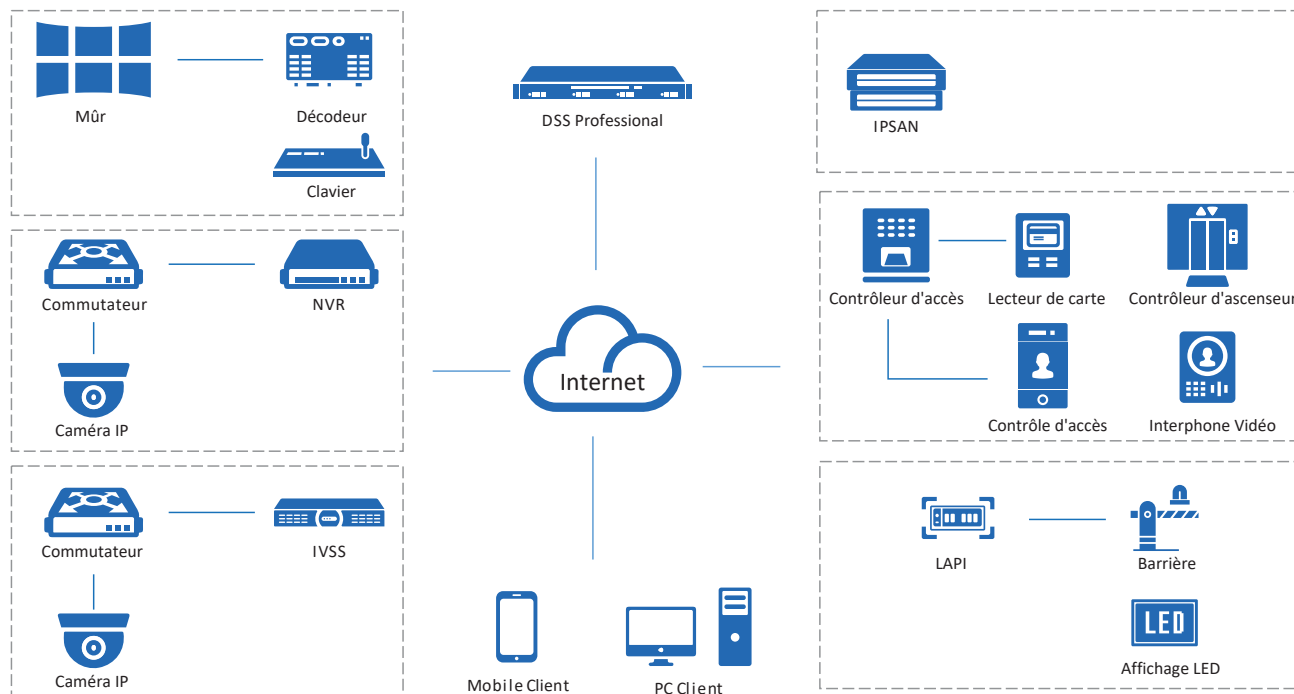 Mûr
Décodeur
Clavier
Commutateur
NVR
Caméra IP
Commutateur
IVSS
Caméra IP
DSS Professional
Internet
Mobile Client
PC Client
IPSAN
Contrôleur d'accès
Lecteur de carte
Contrôleur d'ascenseur
Contrôle d'accès
Interphone Vidéo
LAPI
Barrière
LED
Affichage LED